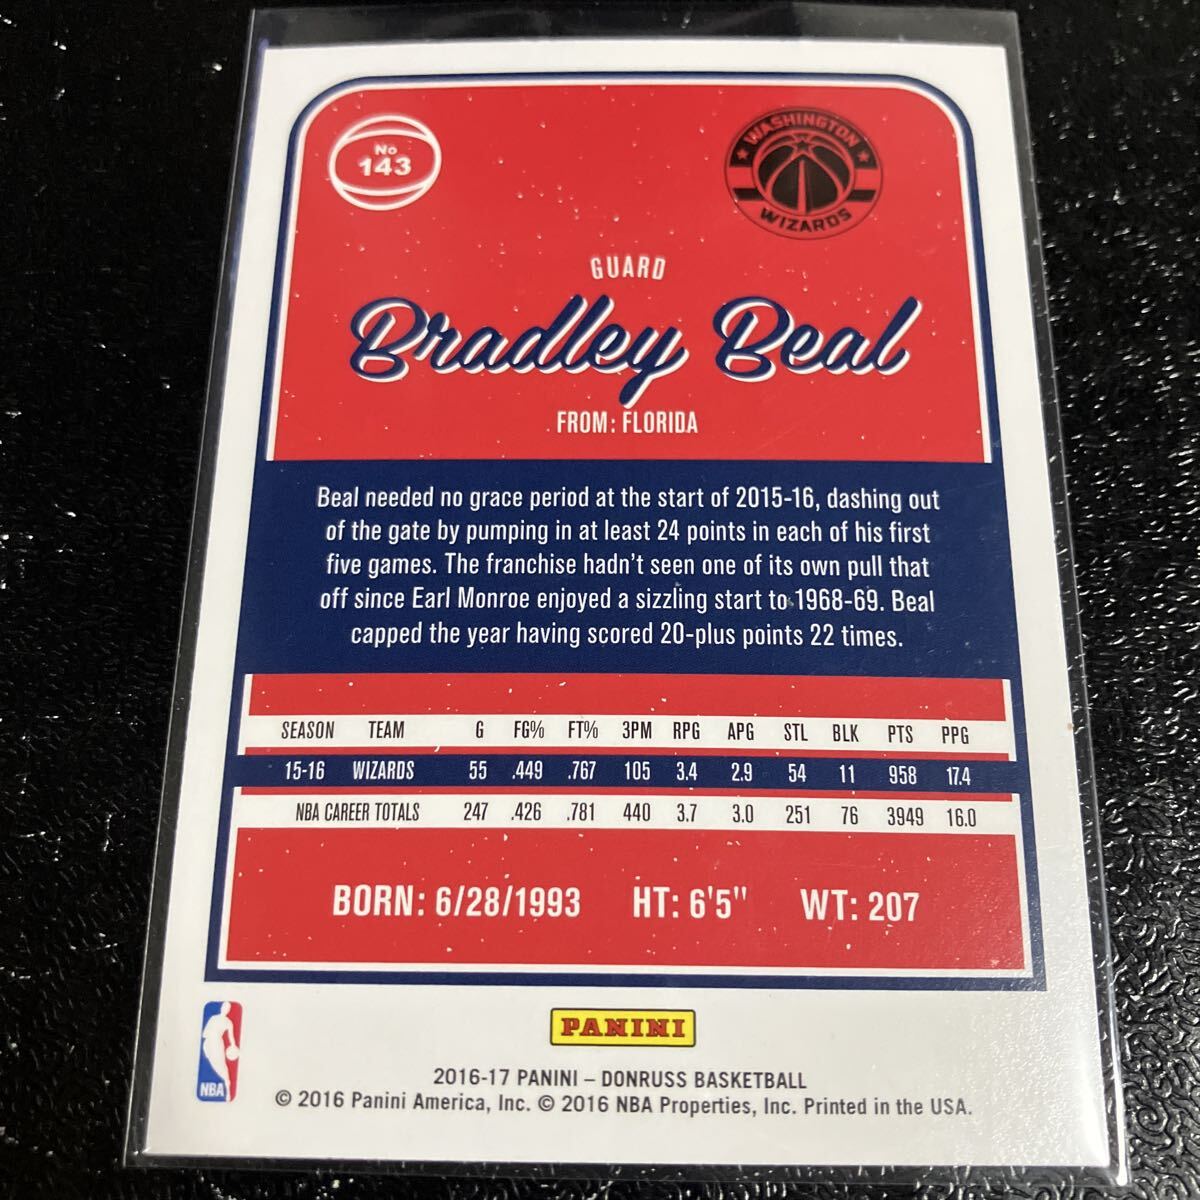 No
143
WASHINGTON
WIZARDS
GUARD
Bradley Beal
FROM: FLORIDA
Beal needed no grace period at the start of 2015-16, dashing out
of the gate by pumping in at least 24 points in each of his first
five games. The franchise hadn't seen one of its own pull that
off since Earl Monroe enjoyed a sizzling start to 1968-69. Beal
capped the year having scored 20-plus points 22 times.
SEASON TEAM G FG% FT% 3PM RPG APG STL BLK PTS PPG
15-16 WIZARDS 55 .449 .767 105 3.4 2.9 54 11 958 17.4
NBA CAREER TOTALS 247 .426 .781 440 3.7 3.0 251 76 3949 16.0
BORN: 6/28/1993 HT: 6'5" WT: 207
NBA
PANINI
2016-17 PANINI – DONRUSS BASKETBALL
© 2016 Panini America, Inc. © 2016 NBA Properties, Inc. Printed in the USA.